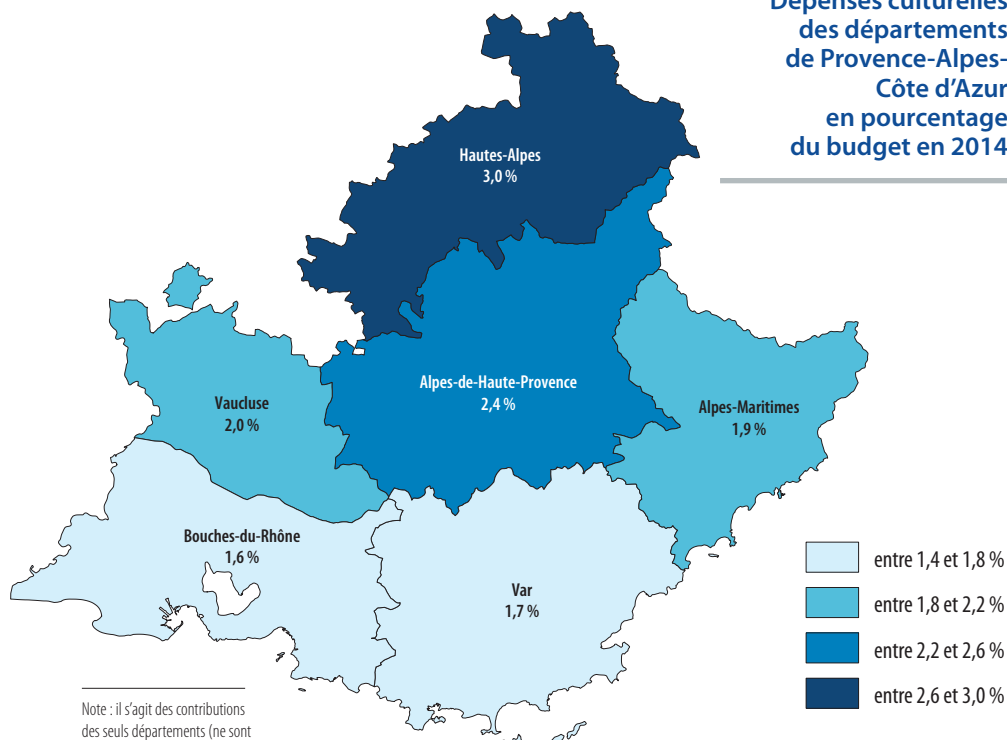 Dépenses culturelles
des départements
de Provence-Alpes-
Côte d'Azur
en pourcentage
du budget en 2014
Hautes-Alpes
3,0 %
Alpes-de-Haute-Provence
2,4 %
Vaucluse
2,0 %
Alpes-Maritimes
1,9 %
Bouches-du-Rhône
1,6 %
Var
1,7 %
entre 1,4 et 1,8 %
entre 1,8 et 2,2 %
entre 2,2 et 2,6 %
entre 2,6 et 3,0 %
Note : il s'agit des contributions
des seuls départements (ne sont